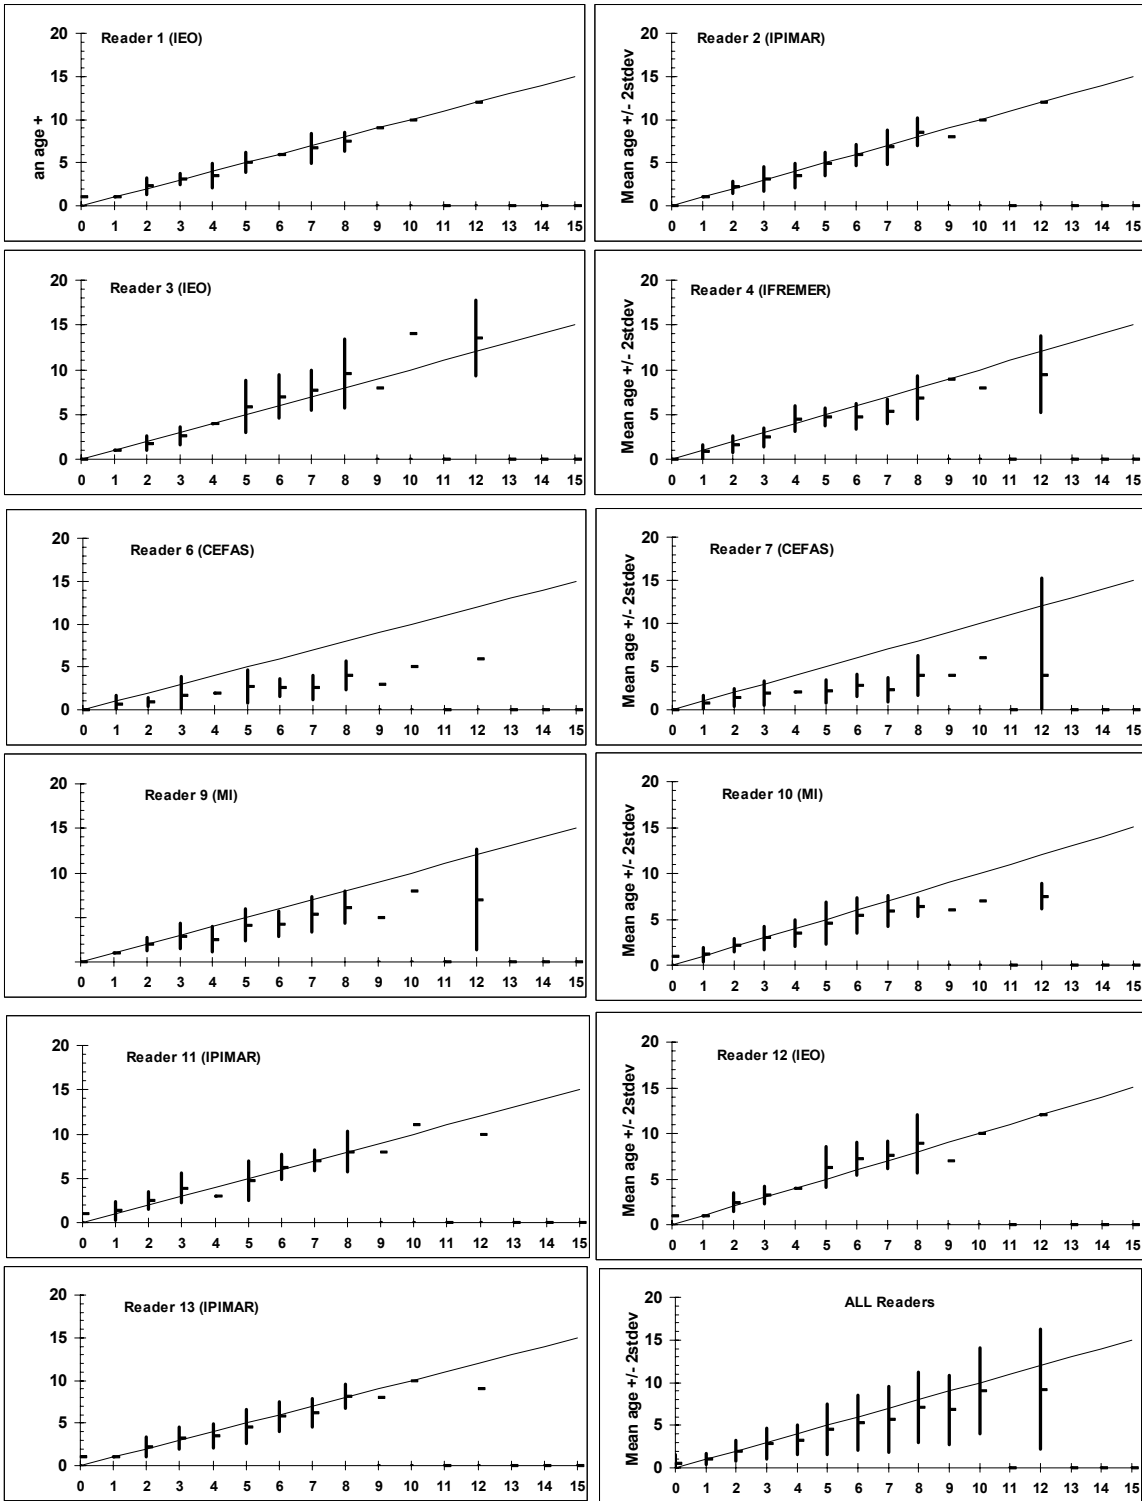 Reader 1 (IEO)
an age +
20
15
10
5
0
0 1 2 3 4 5 6 7 8 9 10 11 12 13 14 15
Reader 2 (IPIMAR)
Mean age +/- 2stdev
20
15
10
5
0
0 1 2 3 4 5 6 7 8 9 10 11 12 13 14 15
Reader 3 (IEO)
20
15
10
5
0
0 1 2 3 4 5 6 7 8 9 10 11 12 13 14 15
Reader 4 (IFREMER)
Mean age +/- 2stdev
20
15
10
5
0
0 1 2 3 4 5 6 7 8 9 10 11 12 13 14 15
Reader 6 (CEFAS)
20
15
10
5
0
0 1 2 3 4 5 6 7 8 9 10 11 12 13 14 15
Reader 7 (CEFAS)
Mean age +/- 2stdev
20
15
10
5
0
0 1 2 3 4 5 6 7 8 9 10 11 12 13 14 15
Reader 9 (MI)
20
15
10
0 1 2 3 4 5 6 7 8 9 10 11 12 13 14 15
Reader 10 (MI)
Mean age +/- 2stdev
20
15
10
5
0
0 1 2 3 4 5 6 7 8 9 10 11 12 13 14 15
Reader 11 (IPIMAR)
20
15
10
5
0
0 1 2 3 4 5 6 7 8 9 10 11 12 13 14 15
Reader 12 (IEO)
Mean age +/- 2stdev
20
15
10
5
0
0 1 2 3 4 5 6 7 8 9 10 11 12 13 14 15
Reader 13 (IPIMAR)
20
15
10
5
0
0 1 2 3 4 5 6 7 8 9 10 11 12 13 14 15
ALL Readers
Mean age +/- 2stdev
20
15
10
5
0
0 1 2 3 4 5 6 7 8 9 10 11 12 13 14 15